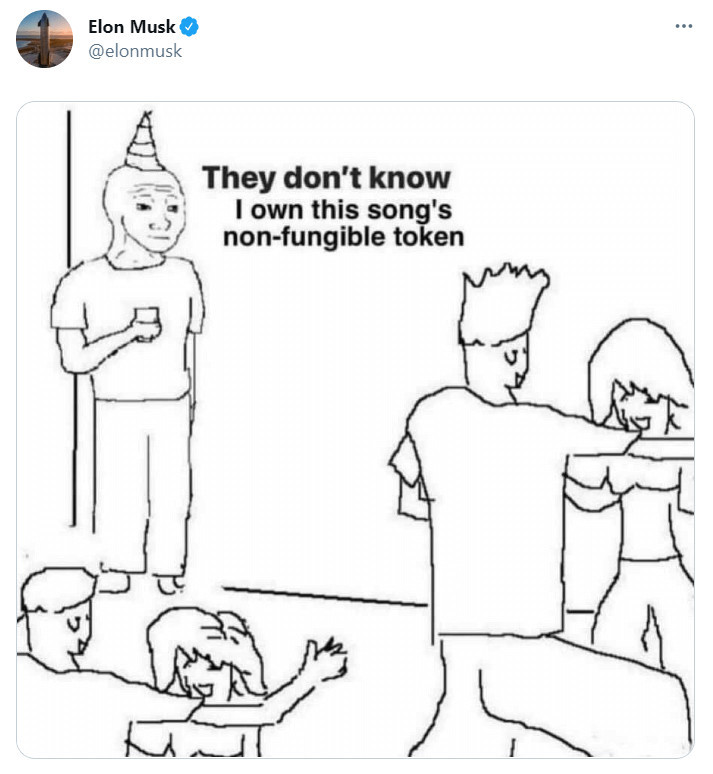 Elon Musk
@elonmusk
They don't know
I own this song's
non-fungible token